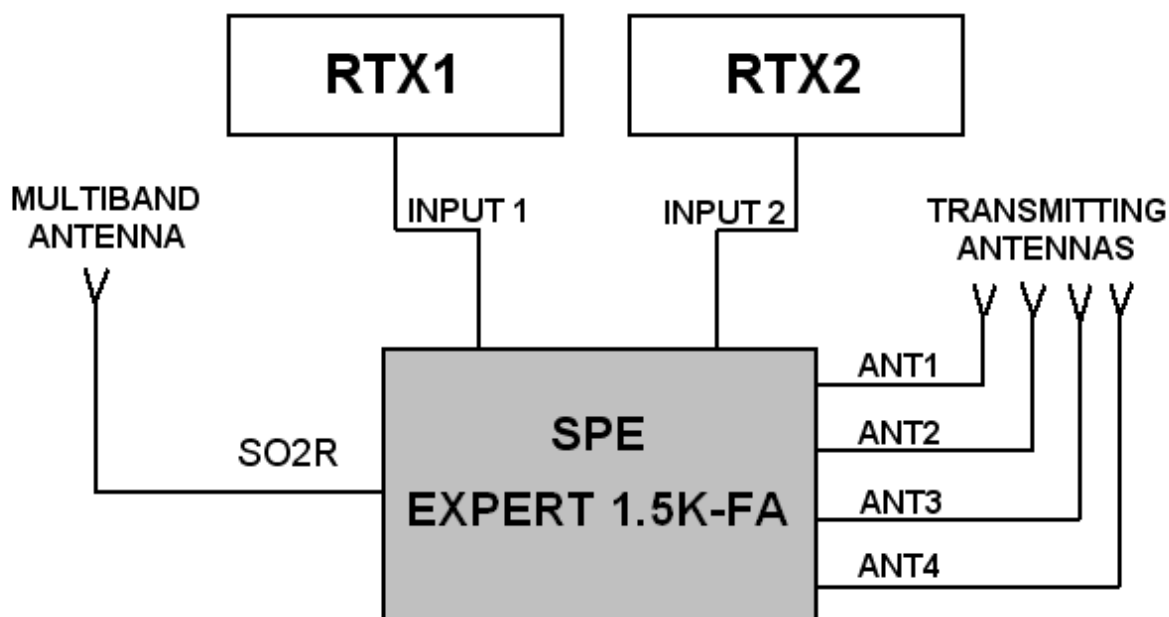 RTX1
RTX2
MULTIBAND
ANTENNA
INPUT 1
INPUT 2
TRANSMITTING
ANTENNAS
SO2R
SPE
EXPERT 1.5K-FA
ANT1
ANT2
ANT3
ANT4